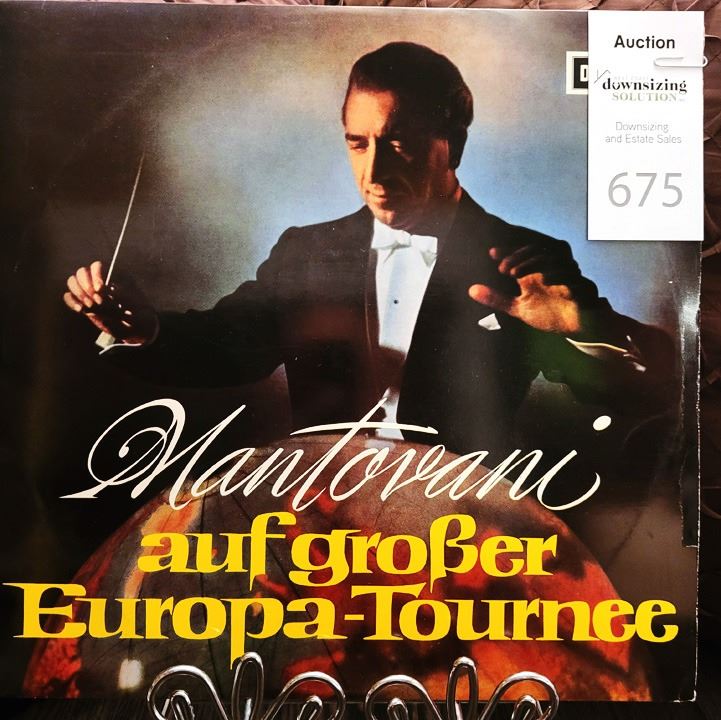 Auction
downsizing
SOLUTION
Downsizing
and Estate Sales
675
Mantovani
auf großer
Europa-Tournee